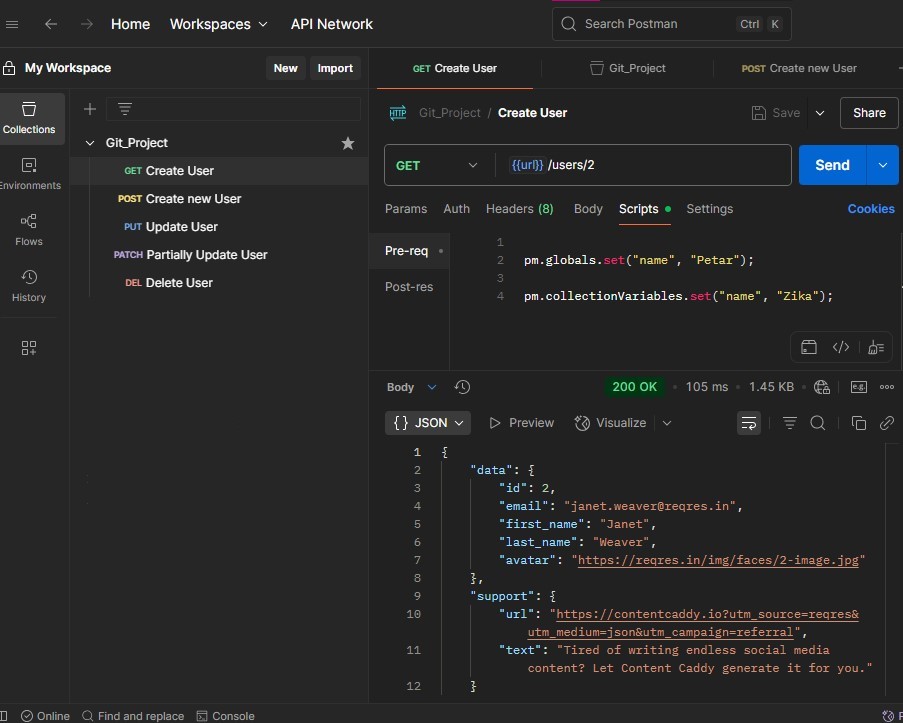 Home Workspaces API Network Search Postman Ctrl K
My Workspace New Import
GET Create User Git_Project POST Create new User
Collections
Environments
Flows
History
Git_Project
GET Create User
POST Create new User
PUT Update User
PATCH Partially Update User
DEL Delete User
HTTP Git_Project / Create User Save Share
GET {{url}} /users/2 Send
Params Auth Headers (8) Body Scripts Settings Cookies
Pre-req
Post-res
1
2 pm.globals.set("name", "Petar");
3
4 pm.collectionVariables.set("name", "Zika");
Body 200 OK 105 ms 1.45 KB e.g.
{} JSON Preview Visualize
1 {
2 "data": {
3 "id": 2,
4 "email": "janet.weaver@reqres.in",
5 "first_name": "Janet",
6 "last_name": "Weaver",
7 "avatar": "https://reqres.in/img/faces/2-image.jpg"
8 },
9 "support": {
10 "url": "https://contentcaddy.io?utm_source=reqres&
utm_medium=json&utm_campaign=referral",
11 "text": "Tired of writing endless social media
content? Let Content Caddy generate it for you."
12 }
Online Find and replace Console